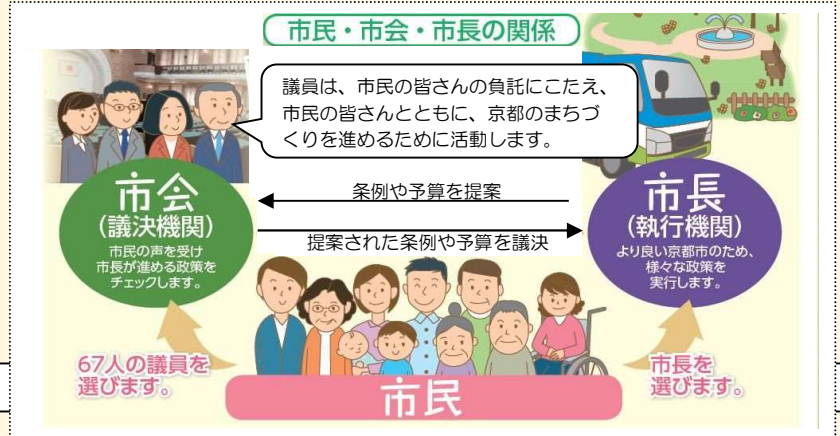 市民・市会・市長の関係
議員は、市民の皆さんの負託にこたえ、
市民の皆さんとともに、京都のまちづ
くりを進めるために活動します。
市会
(議決機関)
市民の声を受け
市長が進める政策を
チェックします。
条例や予算を提案
提案された条例や予算を議決
市長
(執行機関)
より良い京都市のため、
様々な政策を
実行します。
67人の議員を
選びます。
市長を
選びます。
市民